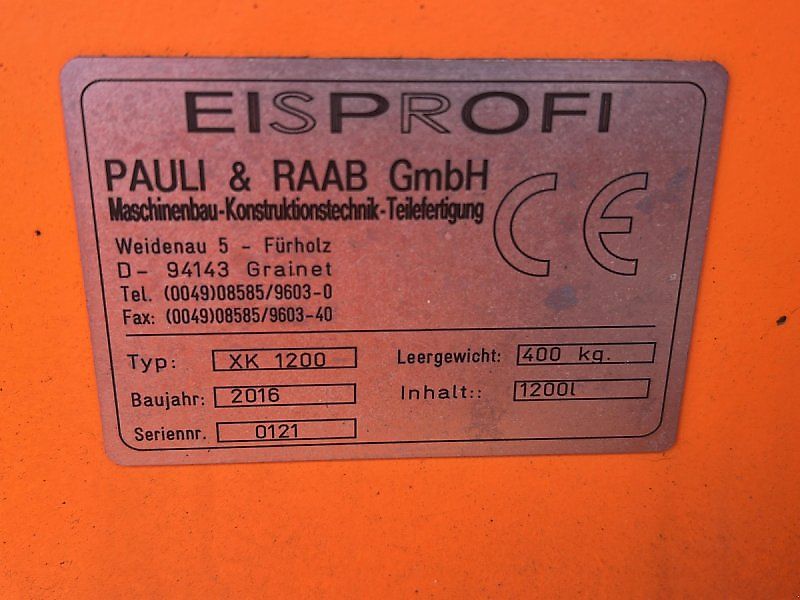 EISPROFI
PAULI & RAAB GmbH
Maschinenbau-Konstruktionstechnik-Teilefertigung
CE
Weidenau 5 - Fürholz
D- 94143 Grainet
Tel. (0049)08585/9603-0
Fax: (0049)08585/9603-40
Typ: XK 1200 Leergewicht: 400 kg.
Baujahr: 2016 Inhalt:: 1200l
Seriennr. 0121